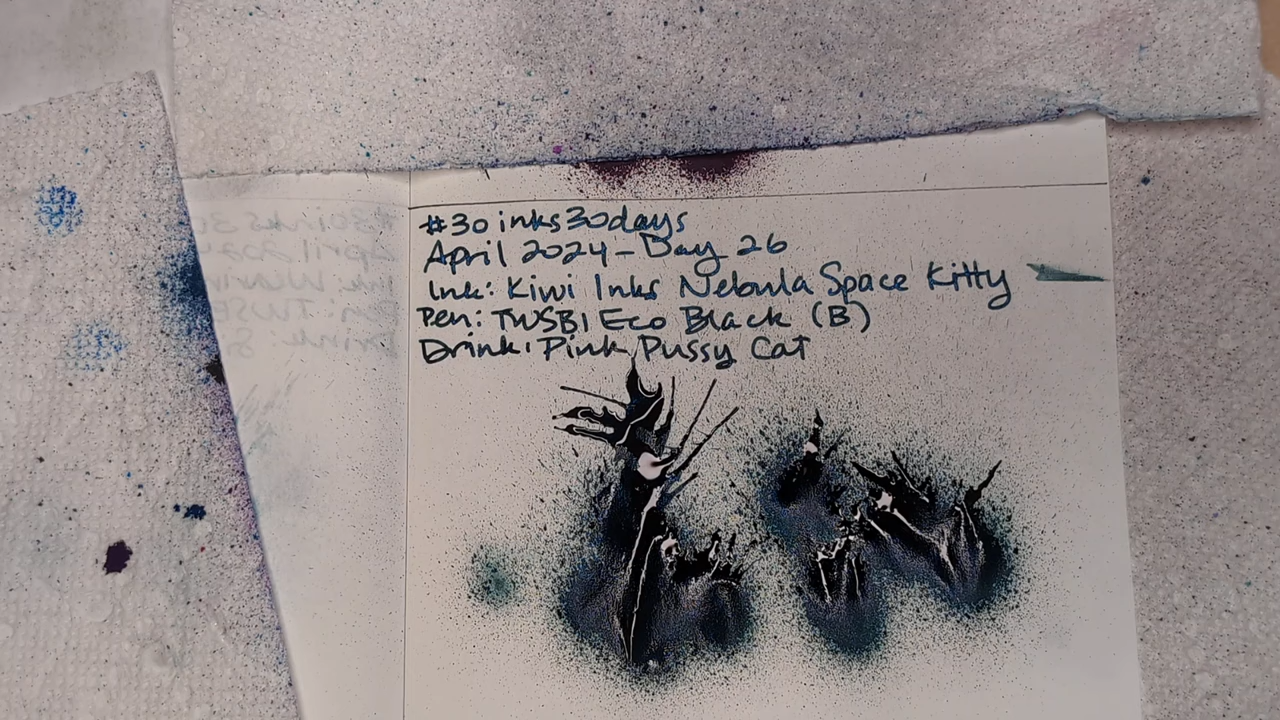 #30inks30days
April 2024 - Day 26
Ink: Kiwi Inks Nebula Space Kitty
Pen: TWSBI Eco Black (B)
Drink: Pink Pussy Cat